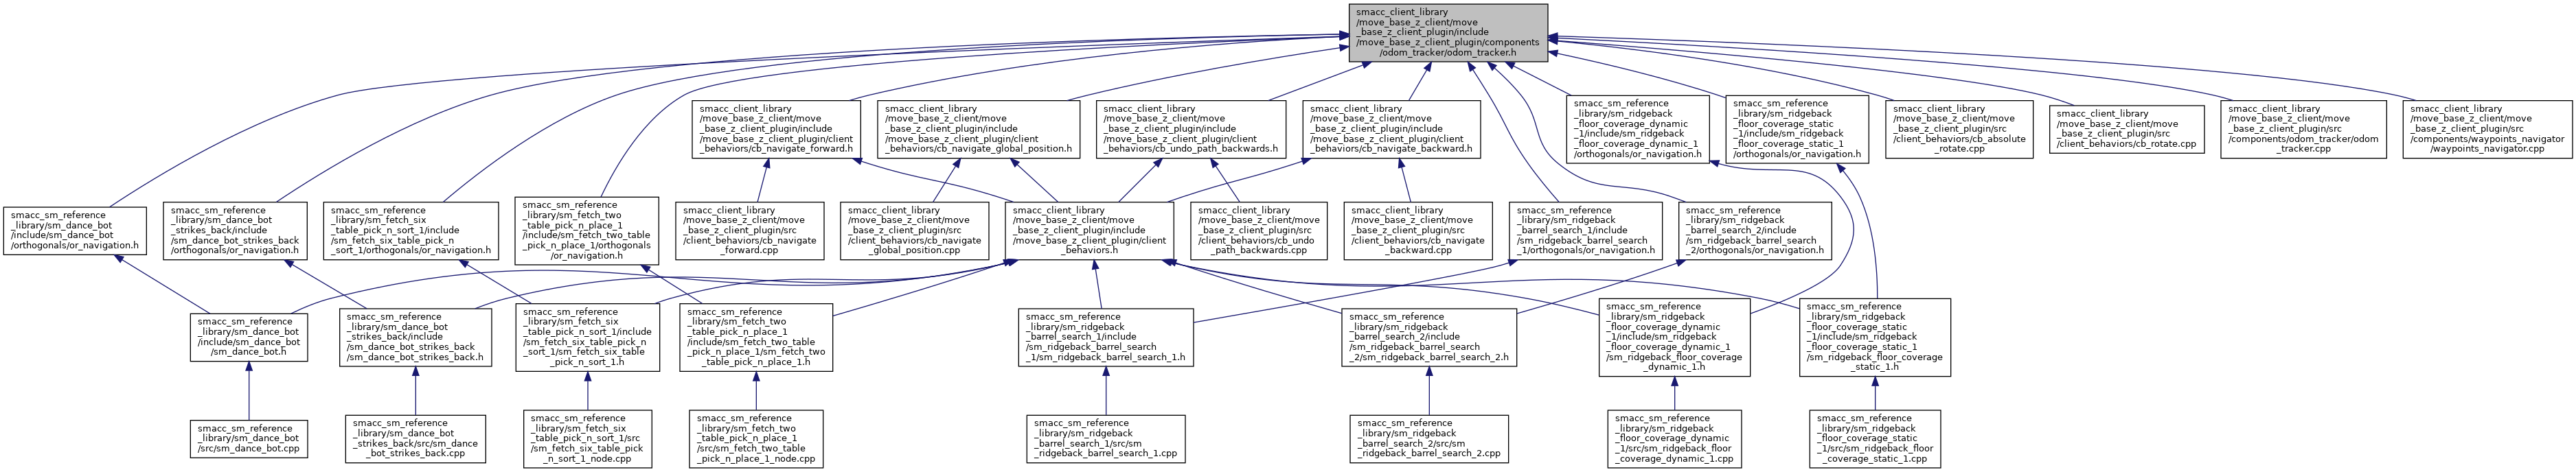 smacc_client_library
/move_base_z_client/move
_base_z_client_plugin/include
/move_base_z_client_plugin/components
/odom_tracker/odom_tracker.h
smacc_client_library
/move_base_z_client/move
_base_z_client_plugin/include
/move_base_z_client_plugin/client
_behaviors/cb_navigate_forward.h
smacc_client_library
/move_base_z_client/move
_base_z_client_plugin/include
/move_base_z_client_plugin/client
_behaviors/cb_navigate_global_position.h
smacc_client_library
/move_base_z_client/move
_base_z_client_plugin/include
/move_base_z_client_plugin/client
_behaviors/cb_undo_path_backwards.h
smacc_client_library
/move_base_z_client/move
_base_z_client_plugin/include
/move_base_z_client_plugin/client
_behaviors/cb_navigate_backward.h
smacc_sm_reference
_library/sm_ridgeback
_floor_coverage_dynamic
_1/include/sm_ridgeback
_floor_coverage_dynamic_1
/orthogonals/or_navigation.h
smacc_sm_reference
_library/sm_ridgeback
_floor_coverage_static
_1/include/sm_ridgeback
_floor_coverage_static_1
/orthogonals/or_navigation.h
smacc_client_library
/move_base_z_client/move
_base_z_client_plugin/src
/client_behaviors/cb_absolute
_rotate.cpp
smacc_client_library
/move_base_z_client/move
_base_z_client_plugin/src
/client_behaviors/cb_rotate.cpp
smacc_client_library
/move_base_z_client/move
_base_z_client_plugin/src
/components/odom_tracker/odom
_tracker.cpp
smacc_client_library
/move_base_z_client/move
_base_z_client_plugin/src
/components/waypoints_navigator
/waypoints_navigator.cpp
smacc_sm_reference
_library/sm_dance_bot
/include/sm_dance_bot
/orthogonals/or_navigation.h
smacc_sm_reference
_library/sm_dance_bot
_strikes_back/include
/sm_dance_bot_strikes_back
/orthogonals/or_navigation.h
smacc_sm_reference
_library/sm_fetch_six
_table_pick_n_sort_1/include
/sm_fetch_six_table_pick_n
_sort_1/orthogonals/or_navigation.h
smacc_sm_reference
_library/sm_fetch_two
_table_pick_n_place_1
/include/sm_fetch_two_table
_pick_n_place_1/orthogonals
/or_navigation.h
smacc_client_library
/move_base_z_client/move
_base_z_client_plugin/src
/client_behaviors/cb_navigate
_forward.cpp
smacc_client_library
/move_base_z_client/move
_base_z_client_plugin/src
/client_behaviors/cb_navigate
_global_position.cpp
smacc_client_library
/move_base_z_client/move
_base_z_client_plugin/include
/move_base_z_client_plugin/client
_behaviors.h
smacc_client_library
/move_base_z_client/move
_base_z_client_plugin/src
/client_behaviors/cb_undo
_path_backwards.cpp
smacc_client_library
/move_base_z_client/move
_base_z_client_plugin/src
/client_behaviors/cb_navigate
_backward.cpp
smacc_sm_reference
_library/sm_ridgeback
_barrel_search_1/include
/sm_ridgeback_barrel_search
_1/orthogonals/or_navigation.h
smacc_sm_reference
_library/sm_ridgeback
_barrel_search_2/include
/sm_ridgeback_barrel_search
_2/orthogonals/or_navigation.h
smacc_sm_reference
_library/sm_dance_bot
/include/sm_dance_bot
/sm_dance_bot.h
smacc_sm_reference
_library/sm_dance_bot
_strikes_back/include
/sm_dance_bot_strikes_back
/sm_dance_bot_strikes_back.h
smacc_sm_reference
_library/sm_fetch_six
_table_pick_n_sort_1/include
/sm_fetch_six_table_pick_n
_sort_1/sm_fetch_six_table
_pick_n_sort_1.h
smacc_sm_reference
_library/sm_fetch_two
_table_pick_n_place_1
/include/sm_fetch_two_table
_pick_n_place_1/sm_fetch_two
_table_pick_n_place_1.h
smacc_sm_reference
_library/sm_ridgeback
_barrel_search_1/include
/sm_ridgeback_barrel_search
_1/sm_ridgeback_barrel_search_1.h
smacc_sm_reference
_library/sm_ridgeback
_barrel_search_2/include
/sm_ridgeback_barrel_search
_2/sm_ridgeback_barrel_search_2.h
smacc_sm_reference
_library/sm_ridgeback
_floor_coverage_dynamic
_1/include/sm_ridgeback
_floor_coverage_dynamic_1
/sm_ridgeback_floor_coverage
_dynamic_1.h
smacc_sm_reference
_library/sm_ridgeback
_floor_coverage_static
_1/include/sm_ridgeback
_floor_coverage_static_1
/sm_ridgeback_floor_coverage
_static_1.h
smacc_sm_reference
_library/sm_dance_bot
/src/sm_dance_bot.cpp
smacc_sm_reference
_library/sm_dance_bot
_strikes_back/src/sm_dance
_bot_strikes_back.cpp
smacc_sm_reference
_library/sm_fetch_six
_table_pick_n_sort_1/src
/sm_fetch_six_table_pick
_n_sort_1_node.cpp
smacc_sm_reference
_library/sm_fetch_two
_table_pick_n_place_1
/src/sm_fetch_two_table
_pick_n_place_1_node.cpp
smacc_sm_reference
_library/sm_ridgeback
_barrel_search_1/src/sm
_ridgeback_barrel_search_1.cpp
smacc_sm_reference
_library/sm_ridgeback
_barrel_search_2/src/sm
_ridgeback_barrel_search_2.cpp
smacc_sm_reference
_library/sm_ridgeback
_floor_coverage_dynamic
_1/src/sm_ridgeback_floor
_coverage_dynamic_1.cpp
smacc_sm_reference
_library/sm_ridgeback
_floor_coverage_static
_1/src/sm_ridgeback_floor
_coverage_static_1.cpp